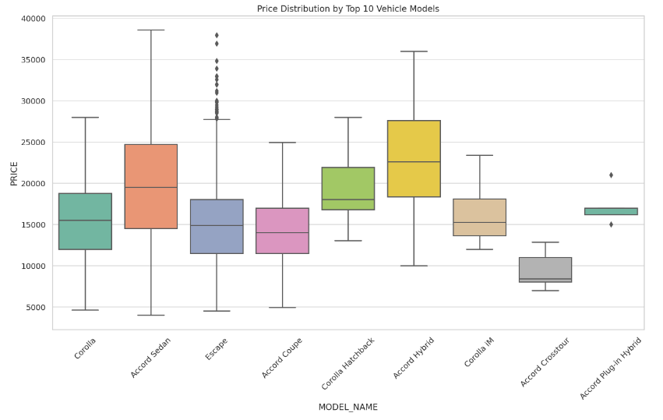 Price Distribution by Top 10 Vehicle Models
PRICE
40000
35000
30000
25000
20000
15000
10000
5000
Corolla
Accord Sedan
Escape
Accord Coupe
Corolla Hatchback
Accord Hybrid
Corolla iM
Accord Crosstour
Accord Plug-in Hybrid
MODEL_NAME